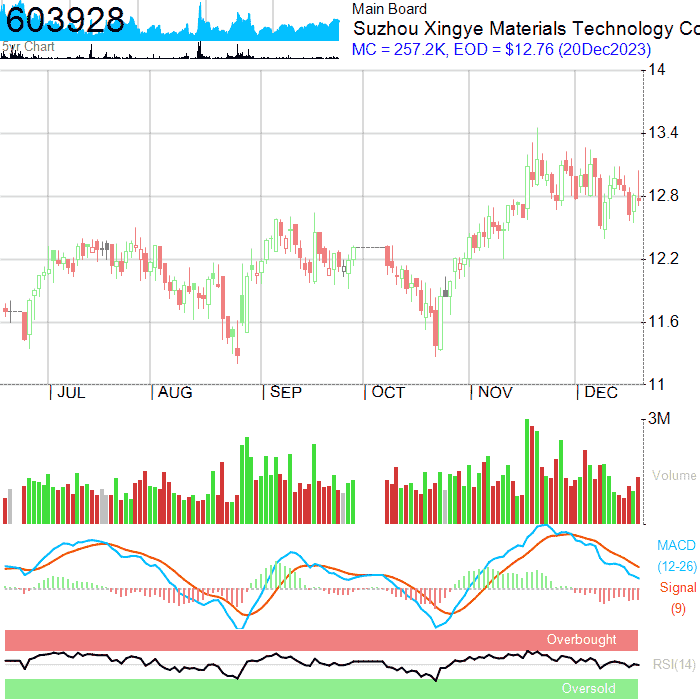 603928
5yr Chart
Main Board
Suzhou Xingye Materials Technology Co
MC = 257.2K, EOD = $12.76 (20Dec2023)
14
13.4
12.8
12.2
11.6
11
JUL AUG SEP OCT NOV DEC
3M
Volume
MACD
(12-26)
Signal
(9)
Overbought
RSI(14)
Oversold